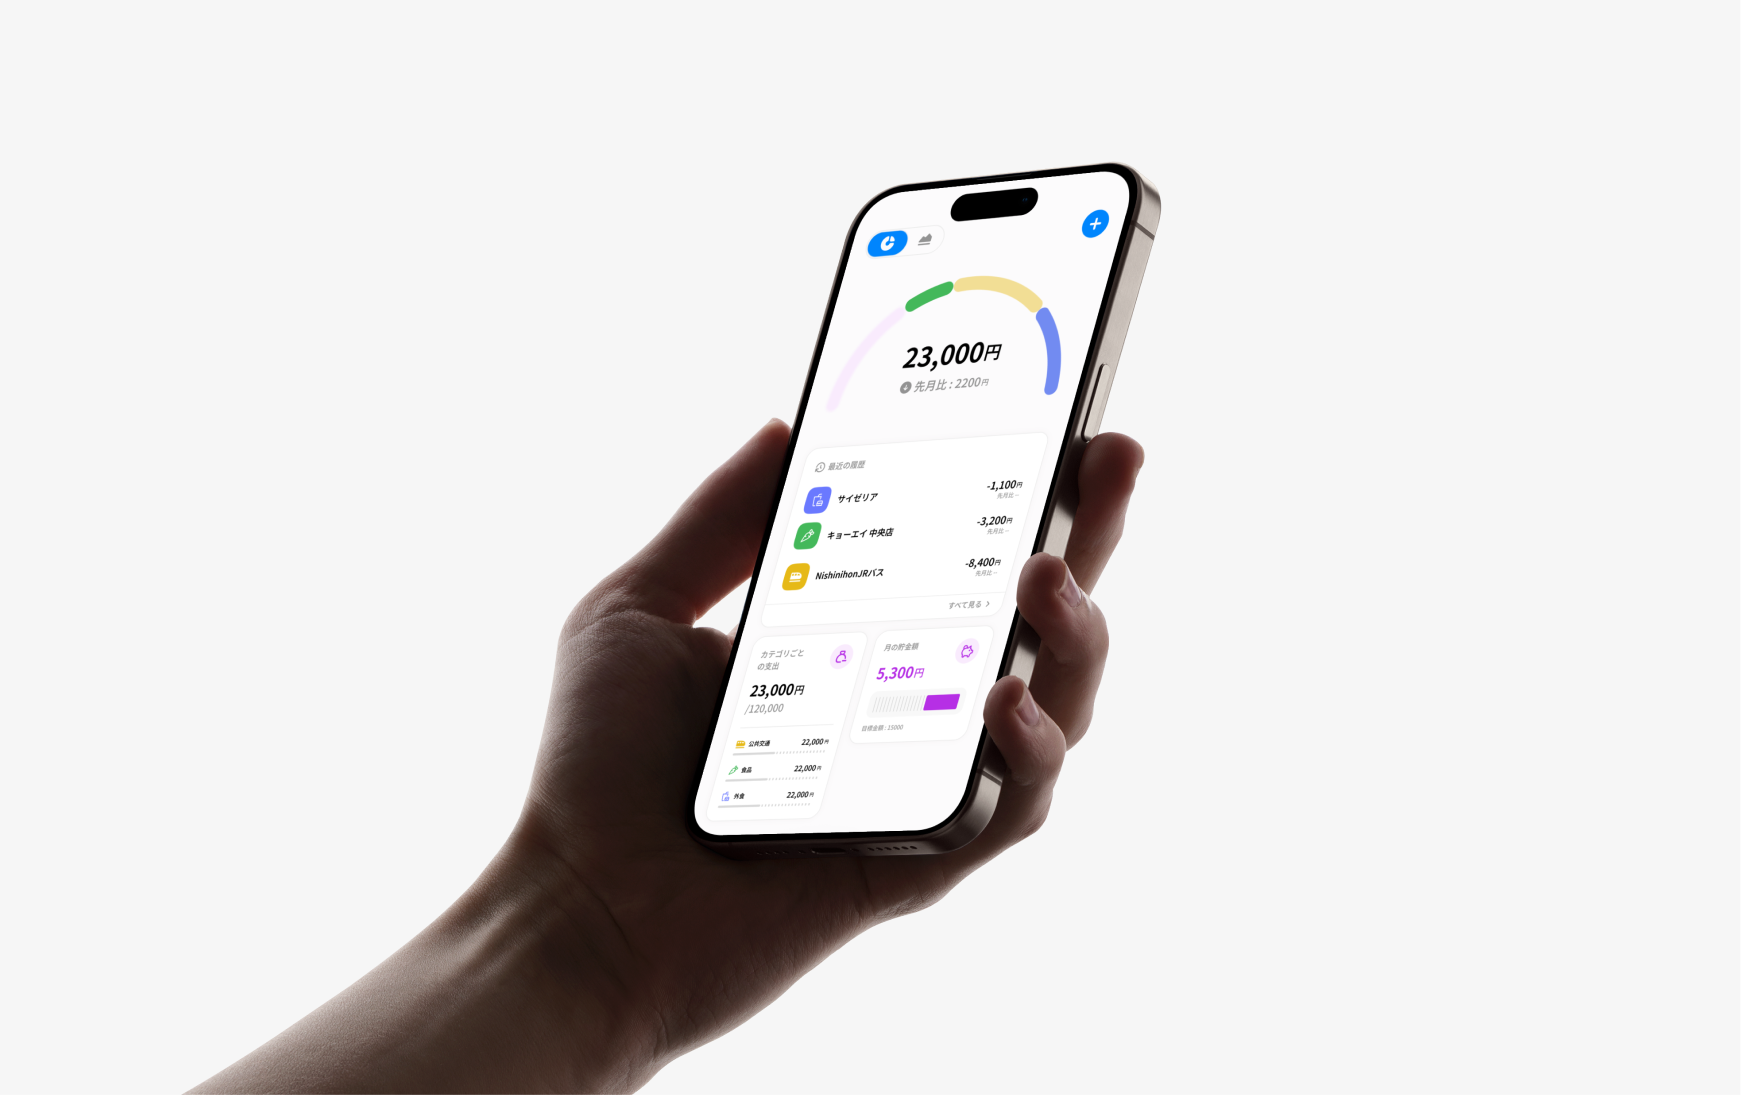 23,000円
先月比 : 2200円
最近の履歴
サイゼリア
-1,100円
先月比 --
キョーエイ 中央店
-3,200円
先月比 --
NishinihonJRバス
-8,400円
先月比 --
すべて見る
カテゴリごと
の支出
23,000円
/120,000
公共交通 22,000円
食品 22,000円
外食 22,000円
月の貯金額
5,300円
目標金額 : 15000